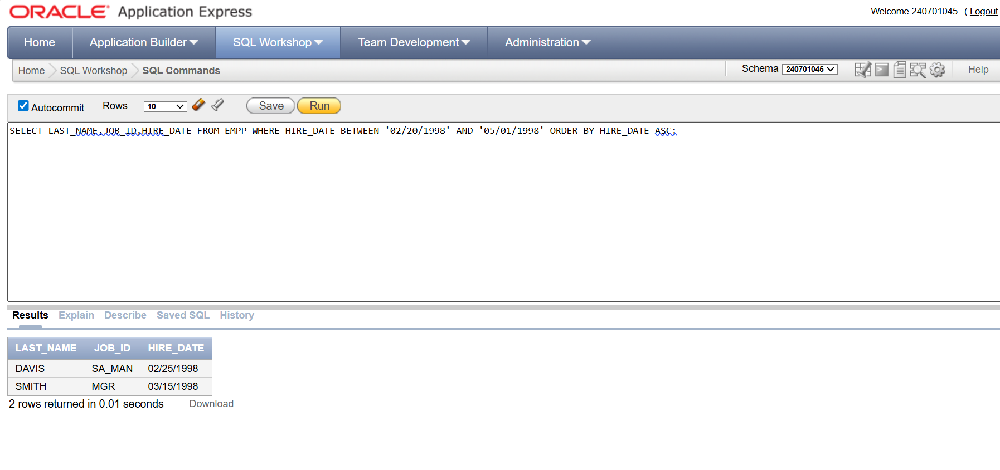 ORACLE® Application Express
Welcome 240701045 ( Logout
Home Application Builder SQL Workshop Team Development Administration
Home SQL Workshop SQL Commands Schema 240701045 Help
Autocommit Rows 10 Save Run
SELECT LAST_NAME,JOB_ID,HIRE_DATE FROM EMPP WHERE HIRE_DATE BETWEEN '02/20/1998' AND '05/01/1998' ORDER BY HIRE_DATE ASC;
Results Explain Describe Saved SQL History
LAST_NAME JOB_ID HIRE_DATE
DAVIS SA_MAN 02/25/1998
SMITH MGR 03/15/1998
2 rows returned in 0.01 seconds Download